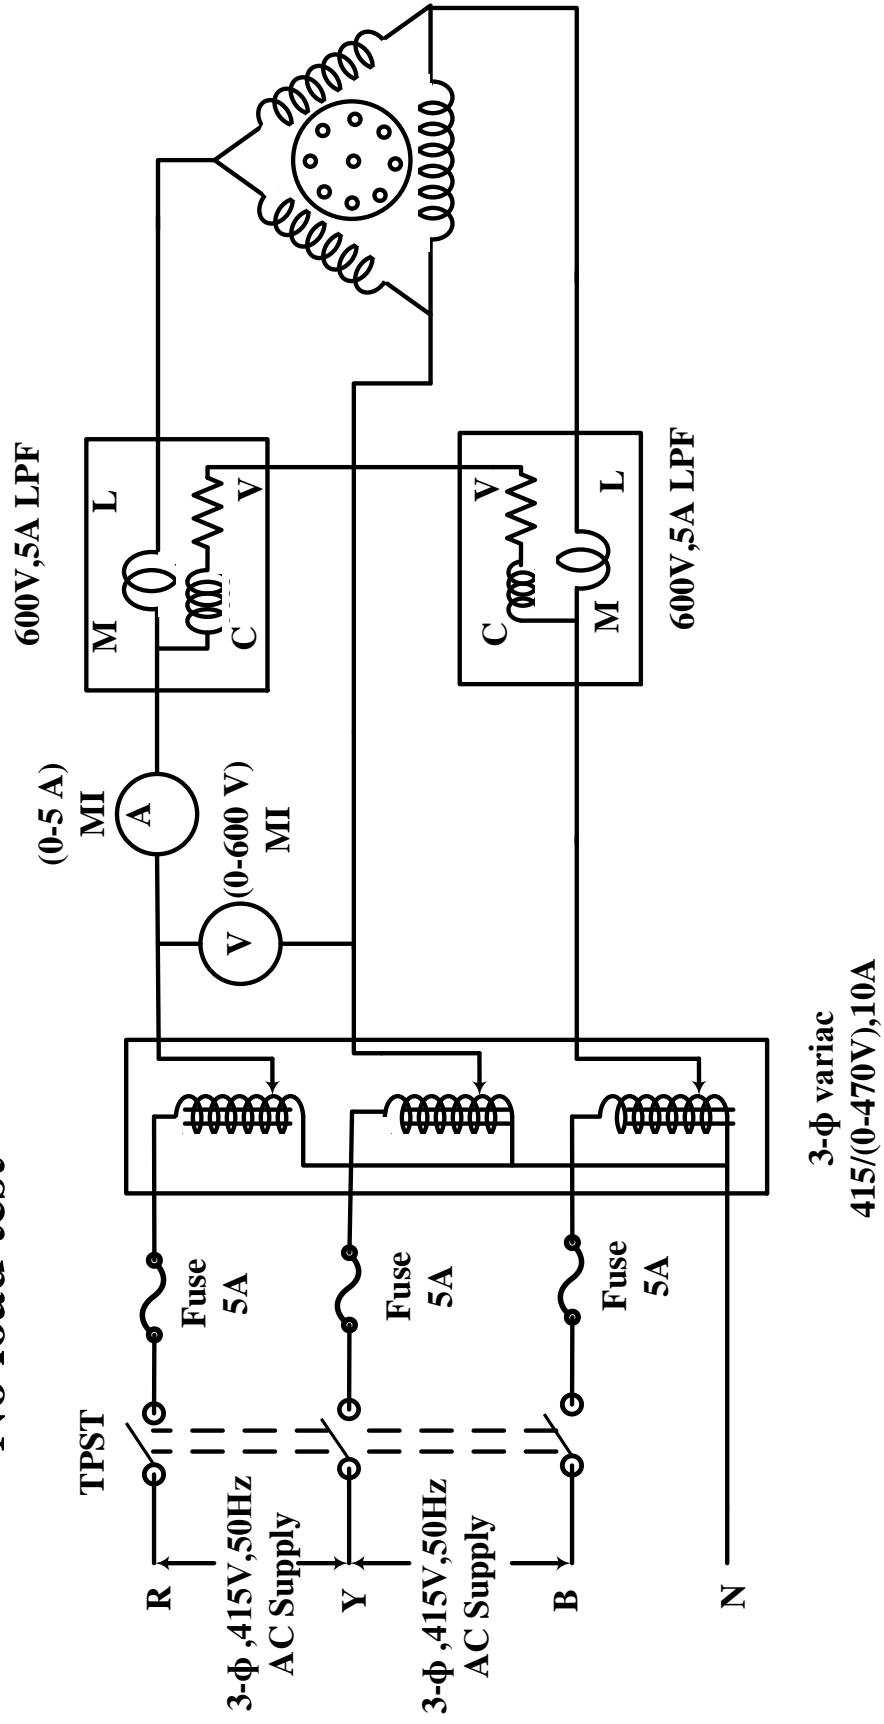 No load test
TPST
R
3-ϕ ,415V,50Hz
AC Supply
Y
3-ϕ ,415V,50Hz
AC Supply
B
N
Fuse
5A
Fuse
5A
Fuse
5A
3-ϕ variac
415/(0-470V),10A
(0-5 A)
MI
A
V
(0-600 V)
MI
600V,5A LPF
M
L
C
V
C
V
M
L
600V,5A LPF